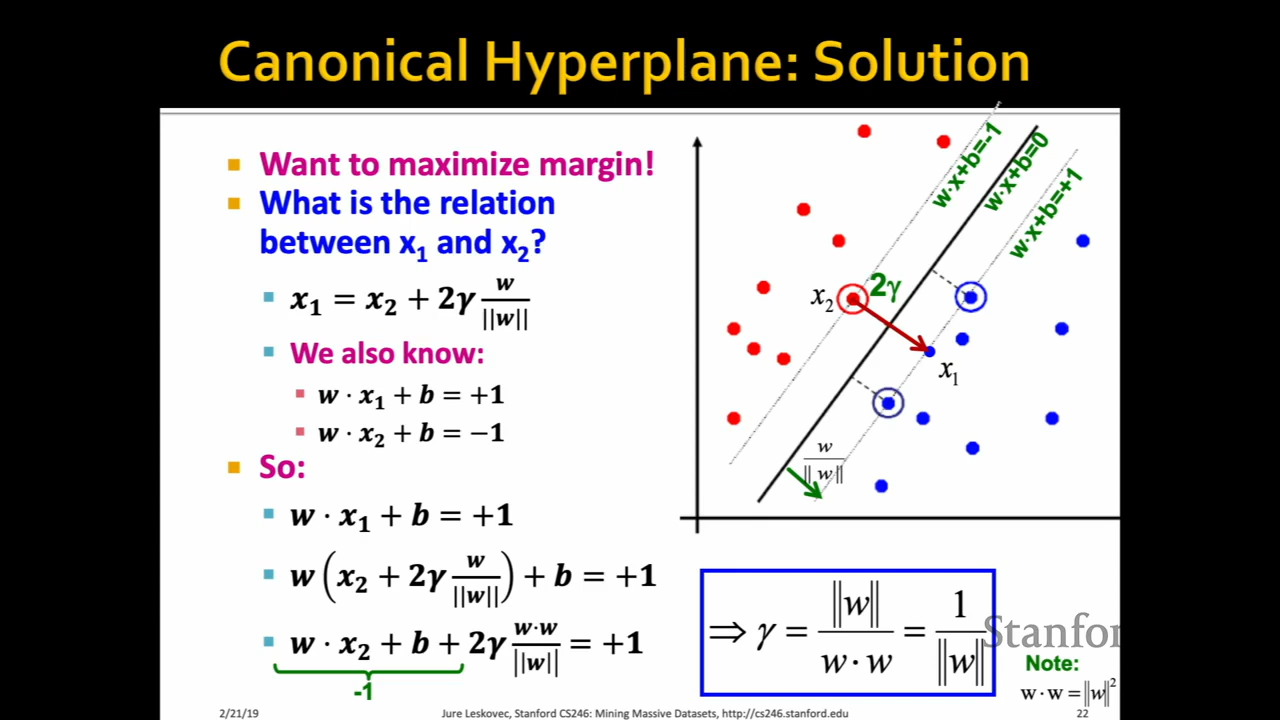 Canonical Hyperplane: Solution
Want to maximize margin!
What is the relation
between x₁ and x₂?
x₁ = x₂ + 2γ w/||w||
We also know:
w · x₁ + b = +1
w · x₂ + b = −1
So:
w · x₁ + b = +1
w(x₂ + 2γ w/||w||) + b = +1
w · x₂ + b + 2γ w·w/||w|| = +1
-1
w·x+b=-1
w·x+b=0
w·x+b=+1
x₂
2γ
x₁
w/||w||
⇒ γ = ||w||/w·w = 1/||w||
Stanfor
Note:
w·w = ||w||²
2/21/19
Jure Leskovec, Stanford CS246: Mining Massive Datasets, http://cs246.stanford.edu
22